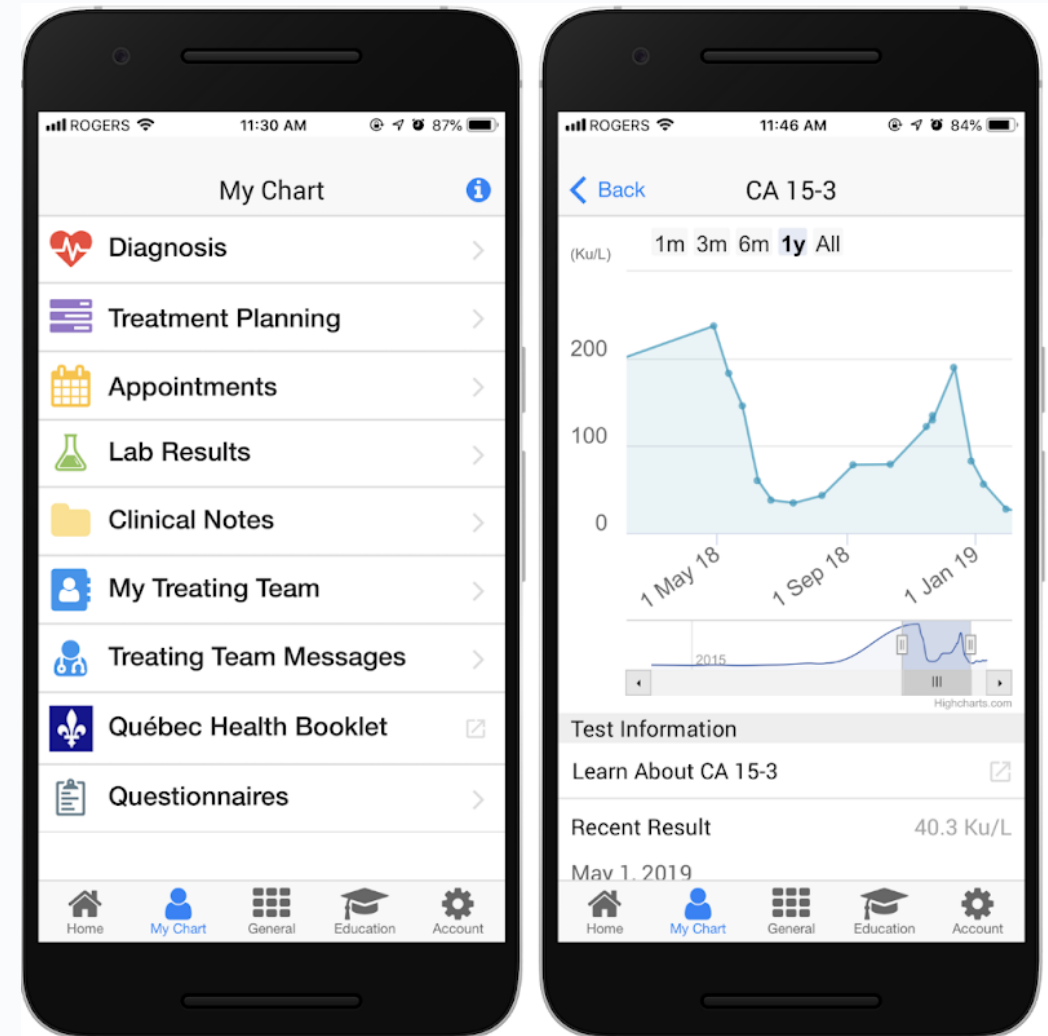 ROGERS 11:30 AM 87%
My Chart
Diagnosis
Treatment Planning
Appointments
Lab Results
Clinical Notes
My Treating Team
Treating Team Messages
Québec Health Booklet
Questionnaires
Home My Chart General Education Account
ROGERS 11:46 AM 84%
Back CA 15-3
(Ku/L) 1m 3m 6m 1y All
200
100
0
1 May 18 1 Sep 18 1 Jan 19
2015
Highcharts.com
Test Information
Learn About CA 15-3
Recent Result 40.3 Ku/L
May 1, 2019
Home My Chart General Education Account